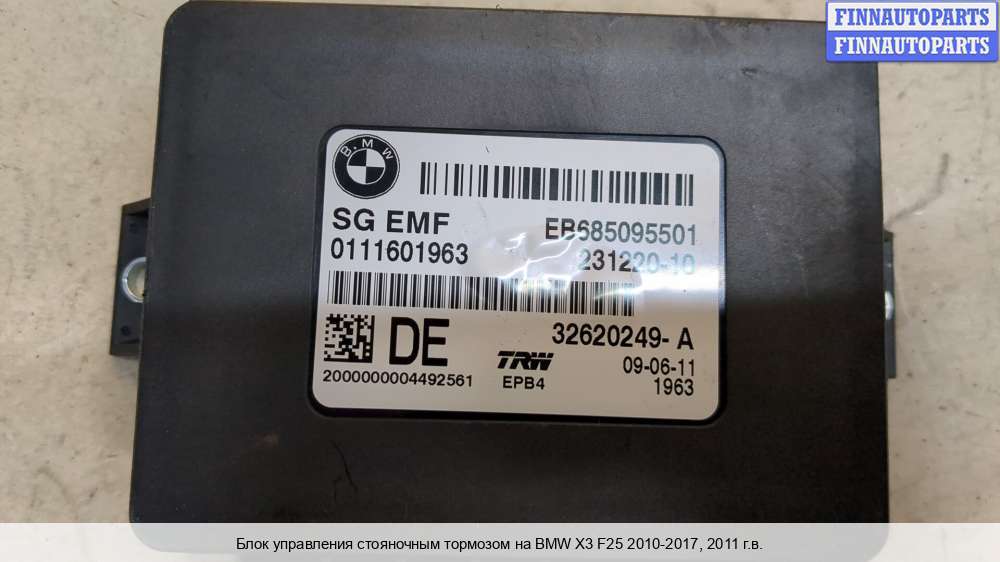 FINNAUTOPARTS
FINNAUTOPARTS
B M W
SG EMF
EB685095501
0111601963
231220-10
DE
32620249- A
TRW
09-06-11
2000000004492561
EPB4
1963
Блок управления стояночным тормозом на BMW X3 F25 2010-2017, 2011 г.в.